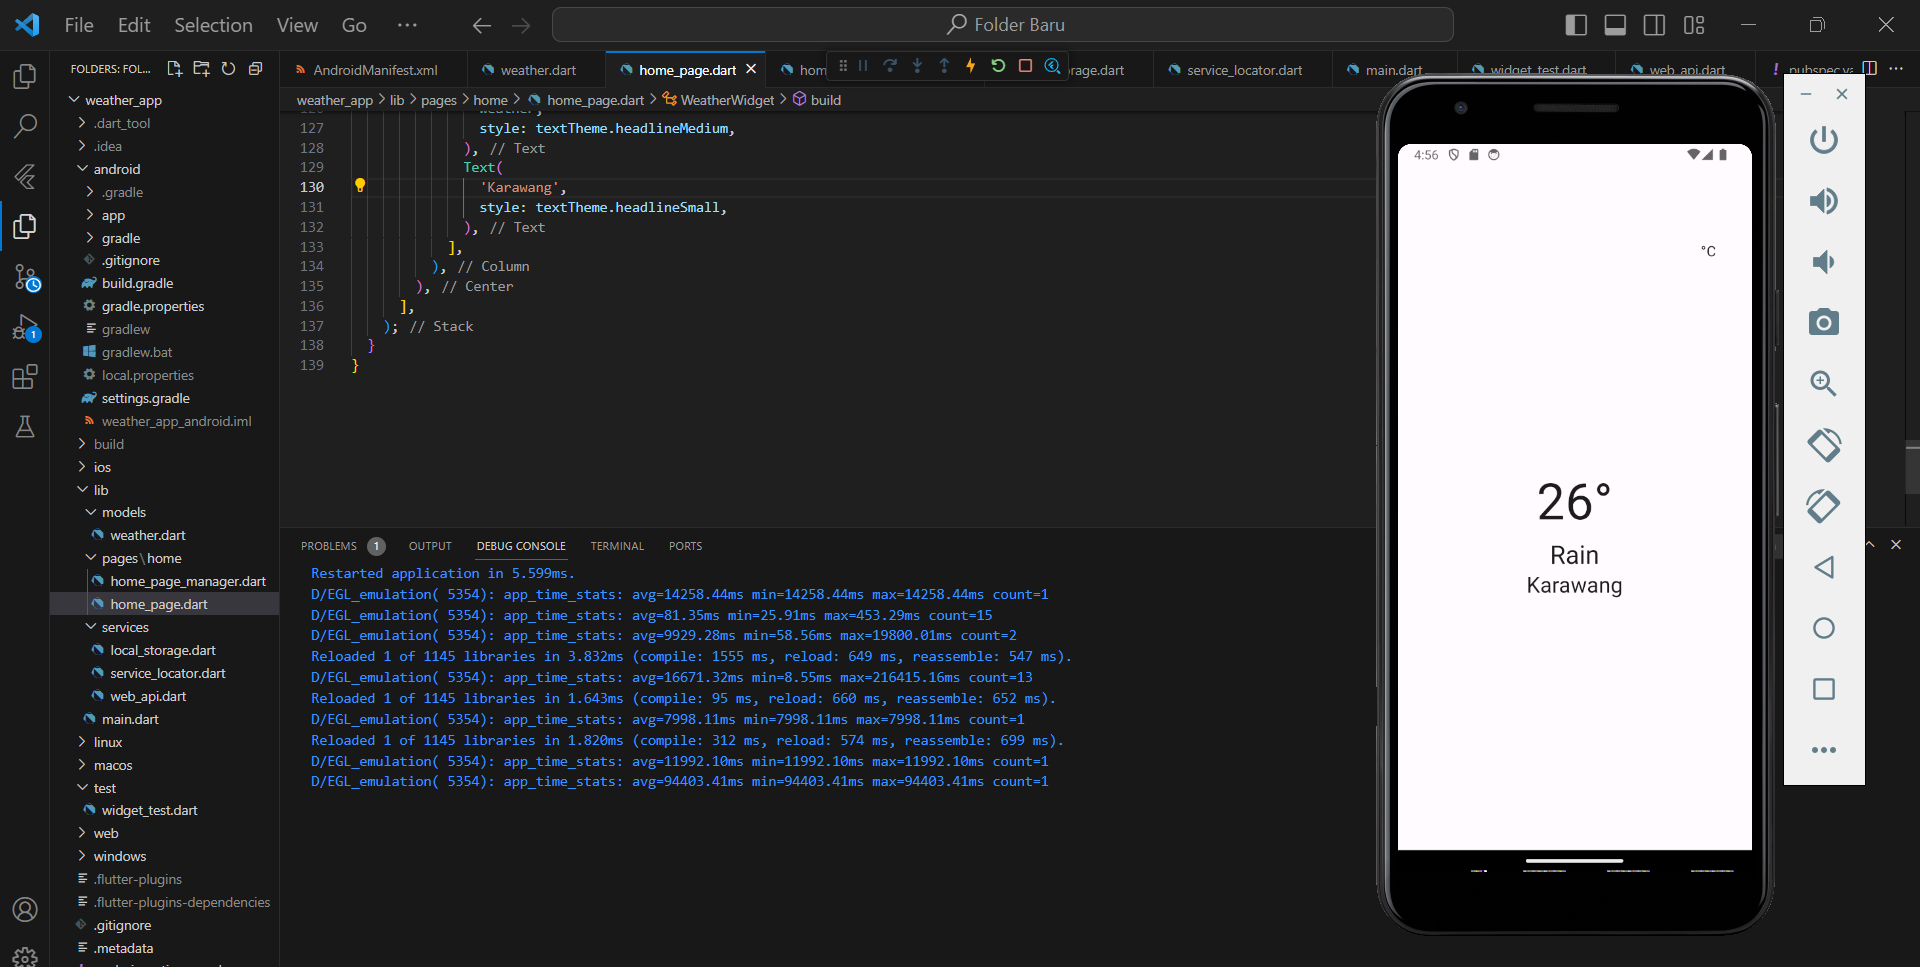 File Edit Selection View Go ··· Folder Baru
FOLDERS: FOL...
weather_app
.dart_tool
.idea
android
.gradle
app
gradle
.gitignore
build.gradle
gradle.properties
gradlew
gradlew.bat
local.properties
settings.gradle
weather_app_android.iml
build
ios
lib
models
weather.dart
pages\home
home_page_manager.dart
home_page.dart
services
local_storage.dart
service_locator.dart
web_api.dart
main.dart
linux
macos
test
widget_test.dart
web
windows
.flutter-plugins
.flutter-plugins-dependencies
.gitignore
.metadata
1
AndroidManifest.xml weather.dart home_page.dart hom rage.dart service_locator.dart main.dart widget_test.dart web_api.dart
weather_app > lib > pages > home > home_page.dart > WeatherWidget > build
127 style: textTheme.headlineMedium,
128 ), // Text
129 Text(
130 'Karawang',
131 style: textTheme.headlineSmall,
132 ), // Text
133 ],
134 ), // Column
135 ), // Center
136 ],
137 ); // Stack
138 }
139 }
PROBLEMS 1 OUTPUT DEBUG CONSOLE TERMINAL PORTS
Restarted application in 5.599ms.
D/EGL_emulation( 5354): app_time_stats: avg=14258.44ms min=14258.44ms max=14258.44ms count=1
D/EGL_emulation( 5354): app_time_stats: avg=81.35ms min=25.91ms max=453.29ms count=15
D/EGL_emulation( 5354): app_time_stats: avg=9929.28ms min=58.56ms max=19800.01ms count=2
Reloaded 1 of 1145 libraries in 3.832ms (compile: 1555 ms, reload: 649 ms, reassemble: 547 ms).
D/EGL_emulation( 5354): app_time_stats: avg=16671.32ms min=8.55ms max=216415.16ms count=13
Reloaded 1 of 1145 libraries in 1.643ms (compile: 95 ms, reload: 660 ms, reassemble: 652 ms).
D/EGL_emulation( 5354): app_time_stats: avg=7998.11ms min=7998.11ms max=7998.11ms count=1
Reloaded 1 of 1145 libraries in 1.820ms (compile: 312 ms, reload: 574 ms, reassemble: 699 ms).
D/EGL_emulation( 5354): app_time_stats: avg=11992.10ms min=11992.10ms max=11992.10ms count=1
D/EGL_emulation( 5354): app_time_stats: avg=94403.41ms min=94403.41ms max=94403.41ms count=1
4:56
°C
26°
Rain
Karawang